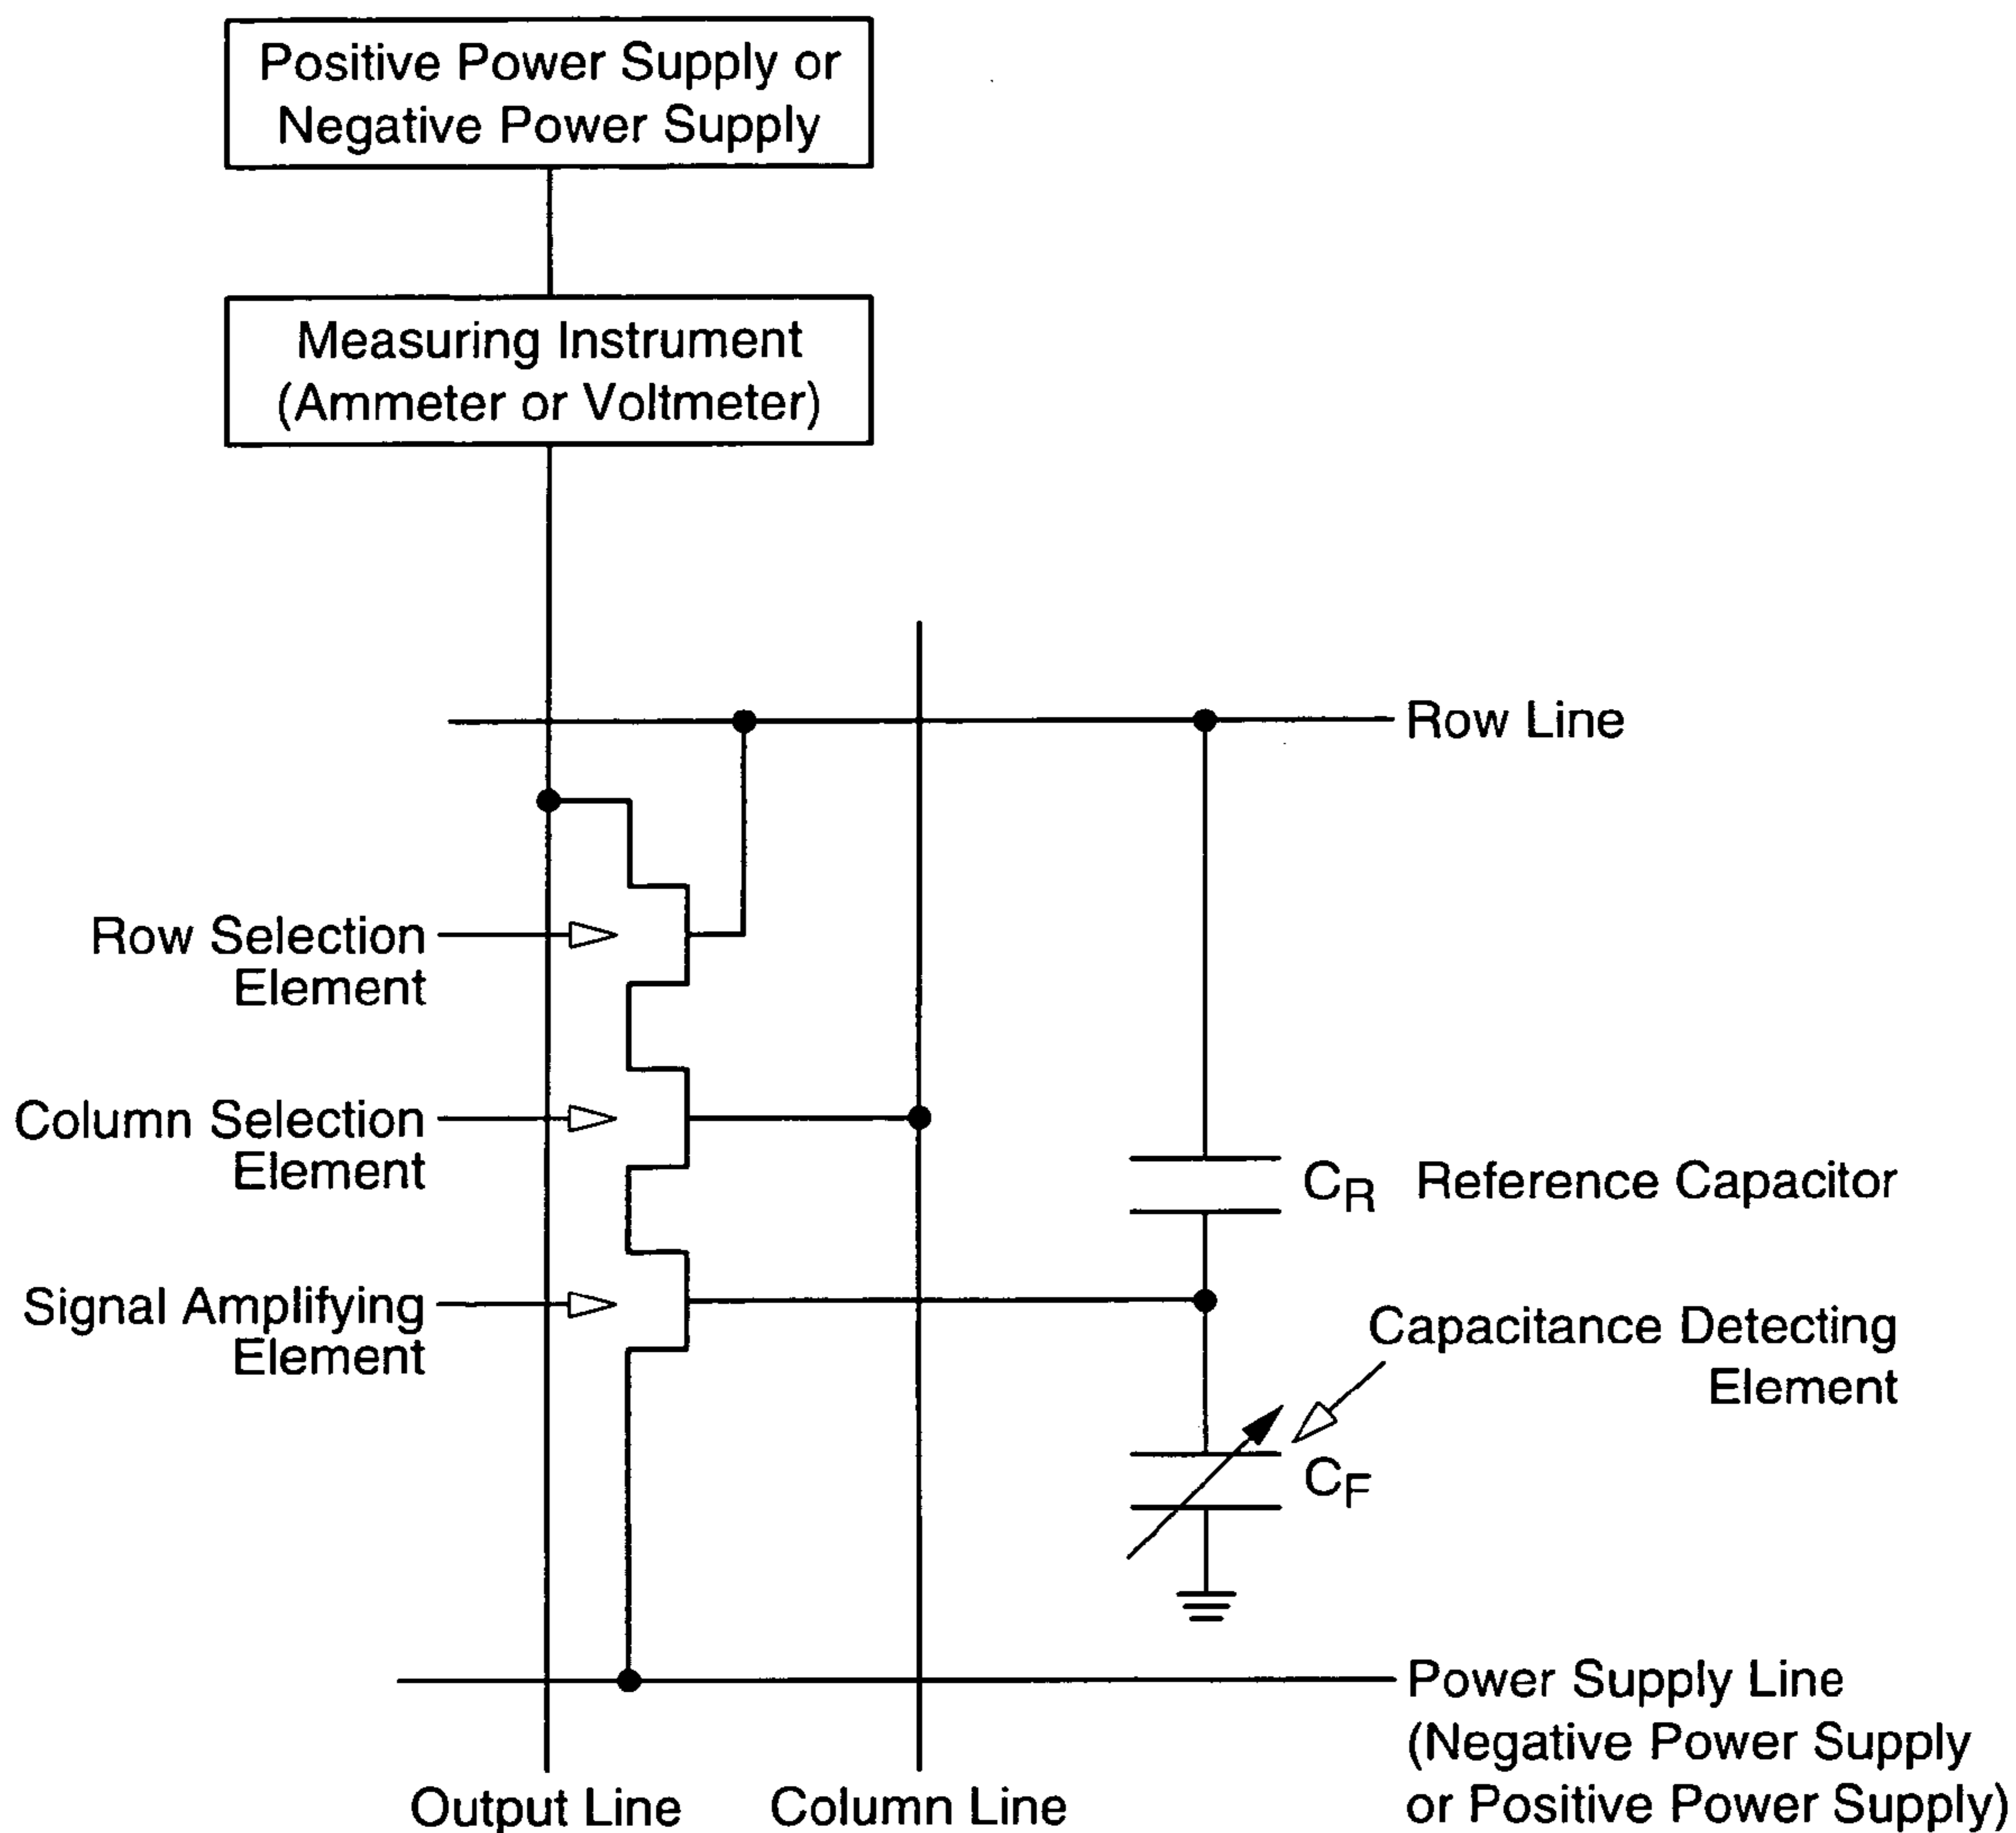 Positive Power Supply or
Negative Power Supply
Measuring Instrument
(Ammeter or Voltmeter)
Row Line
Row Selection
Element
Column Selection
Element
CR Reference Capacitor
Signal Amplifying
Element
Capacitance Detecting
Element
CF
Power Supply Line
(Negative Power Supply
or Positive Power Supply)
Output Line
Column Line